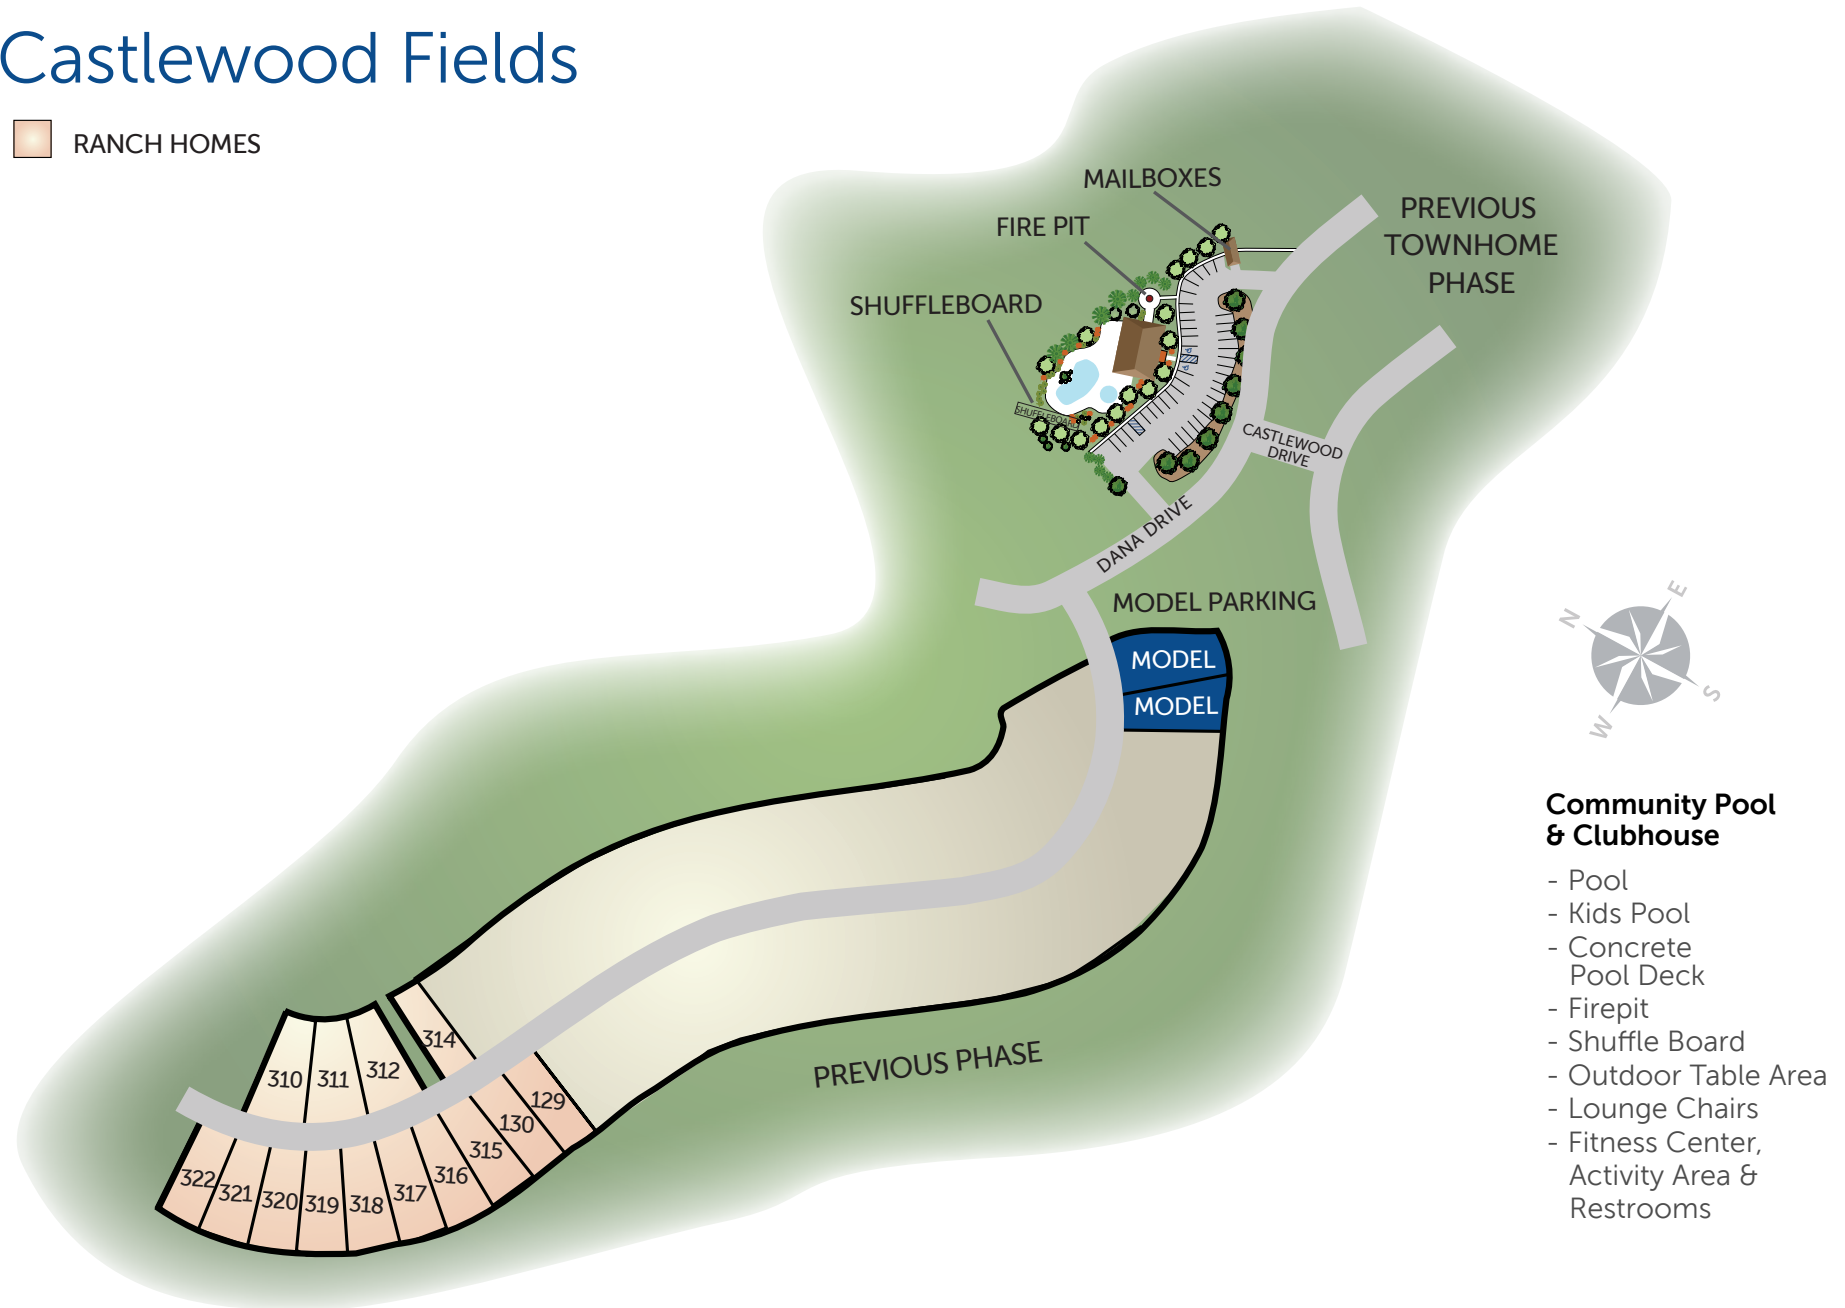 Castlewood Fields
RANCH HOMES
MAILBOXES
FIRE PIT
SHUFFLEBOARD
SHUFFLEBOARD
PREVIOUS
TOWNHOME
PHASE
CASTLEWOOD
DRIVE
DANA DRIVE
MODEL PARKING
MODEL
MODEL
N
E
S
W
Community Pool
& Clubhouse
- Pool
- Kids Pool
- Concrete
Pool Deck
- Firepit
- Shuffle Board
- Outdoor Table Area
- Lounge Chairs
- Fitness Center,
Activity Area &
Restrooms
PREVIOUS PHASE
314
312
311
310
129
130
315
316
317
318
319
320
321
322